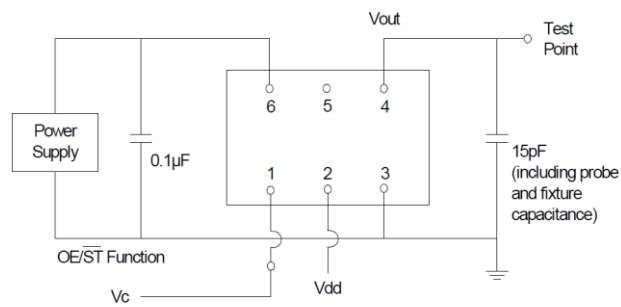 Vout
Test
Point
6 5 4
Power
Supply
0.1µF
1 2 3
15pF
(including probe
and fixture
capacitance)
OE/S̅T̅ Function
Vdd
Vc